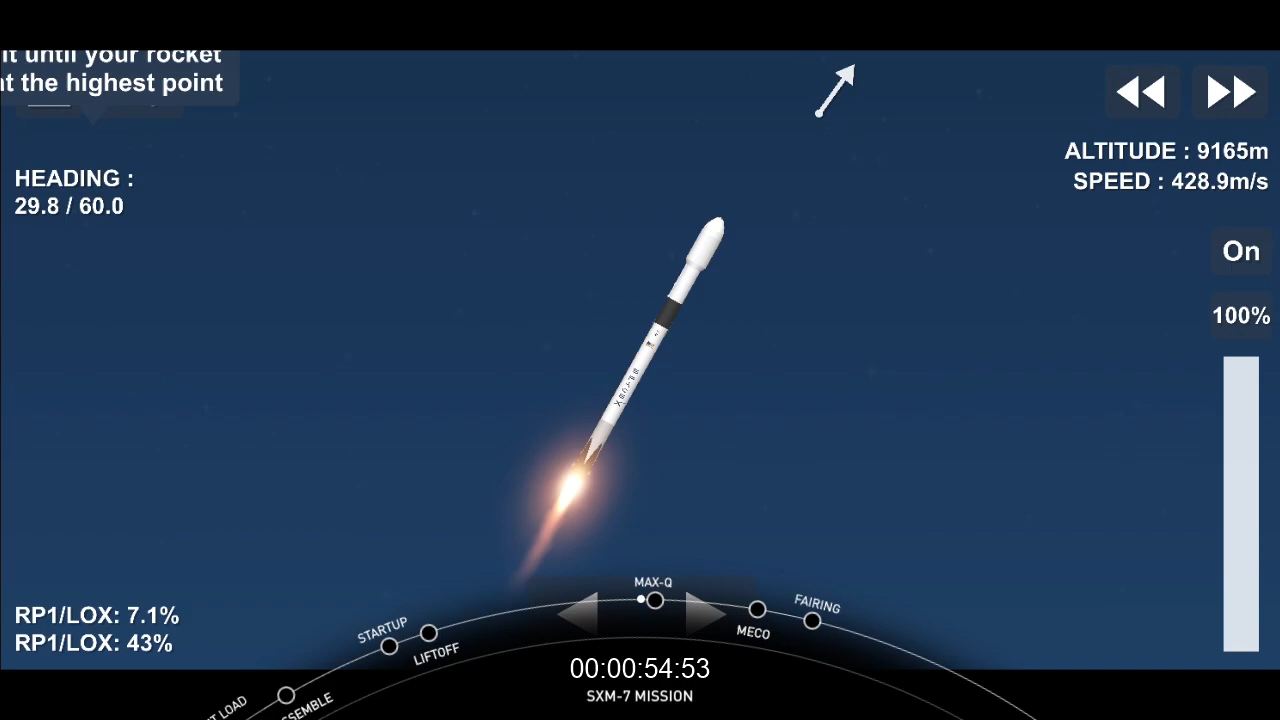 it until your rocket
at the highest point
HEADING :
29.8 / 60.0
ALTITUDE : 9165m
SPEED : 428.9m/s
On
100%
RP1/LOX: 7.1%
RP1/LOX: 43%
STARTUP
LIFTOFF
MAX-Q
MECO
FAIRING
T LOAD
SEMBLE
00:00:54:53
SXM-7 MISSION